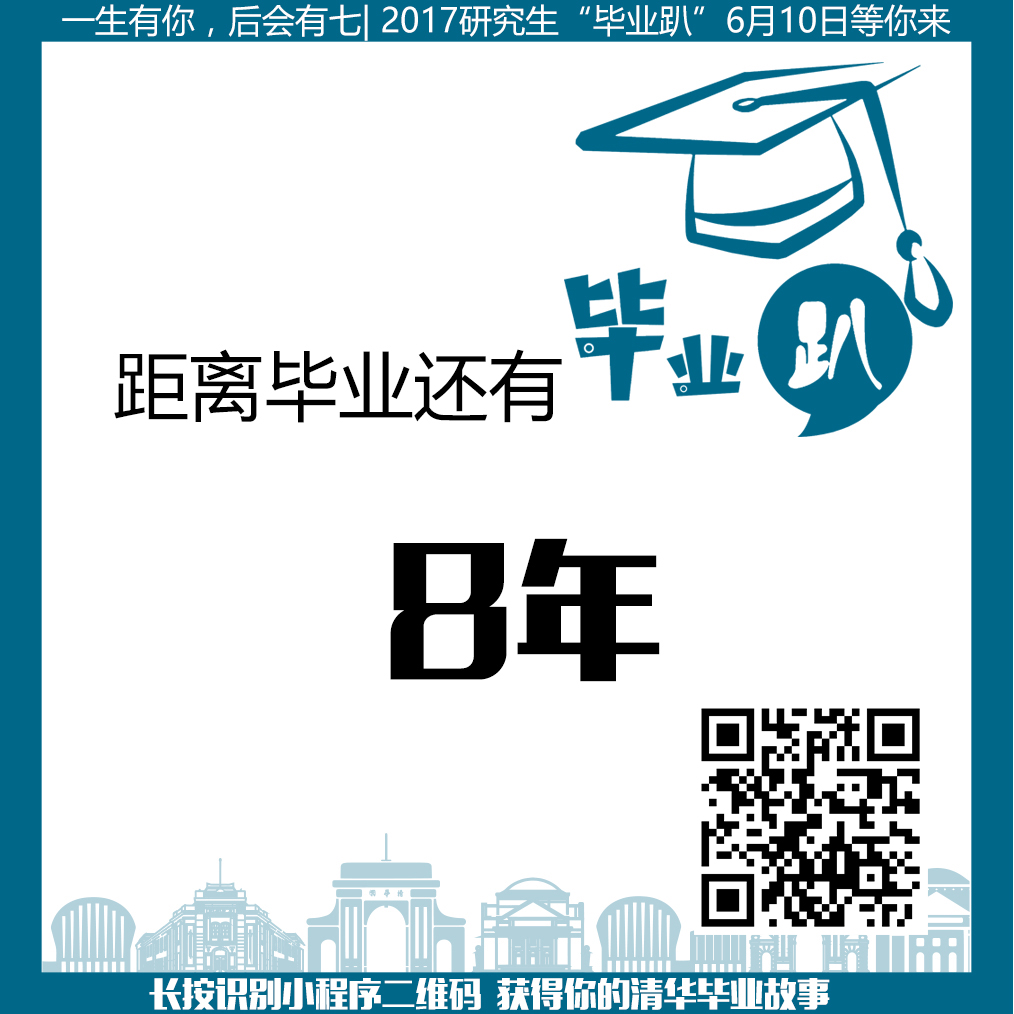 一生有你，后会有七| 2017研究生“毕业趴”6月10日等你来
毕业趴
距离毕业还有
8年
长按识别小程序二维码 获得你的清华毕业故事